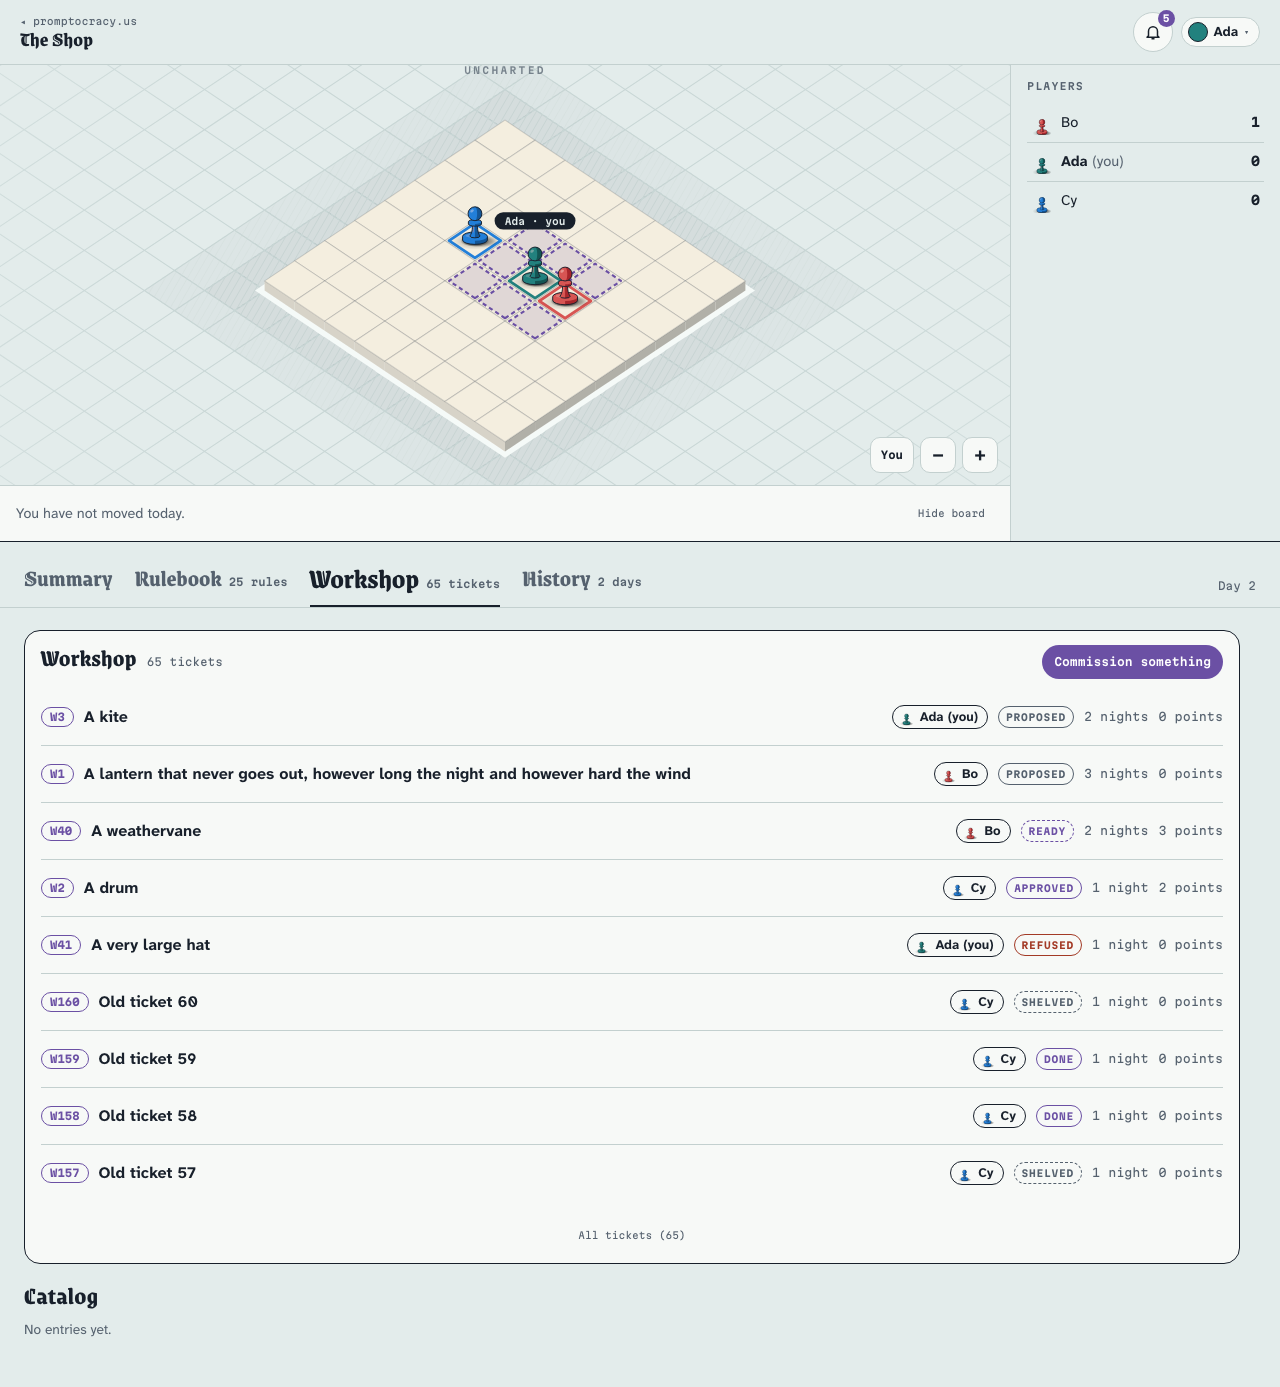 ◂ promptocracy.us
The Shop
5
Ada ▾
UNCHARTED
Ada · you
You
−
+
You have not moved today.
Hide board
PLAYERS
Bo 1
Ada (you) 0
Cy 0
Summary
Rulebook 25 rules
Workshop 65 tickets
History 2 days
Day 2
Workshop 65 tickets
Commission something
W3 A kite Ada (you) PROPOSED 2 nights 0 points
W1 A lantern that never goes out, however long the night and however hard the wind Bo PROPOSED 3 nights 0 points
W40 A weathervane Bo READY 2 nights 3 points
W2 A drum Cy APPROVED 1 night 2 points
W41 A very large hat Ada (you) REFUSED 1 night 0 points
W160 Old ticket 60 Cy SHELVED 1 night 0 points
W159 Old ticket 59 Cy DONE 1 night 0 points
W158 Old ticket 58 Cy DONE 1 night 0 points
W157 Old ticket 57 Cy SHELVED 1 night 0 points
All tickets (65)
Catalog
No entries yet.